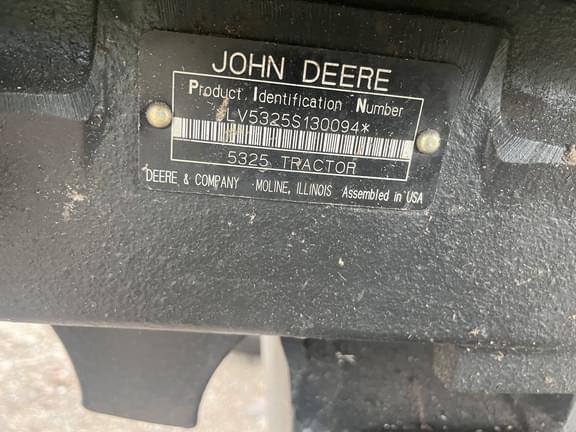 JOHN DEERE
Product Identification Number
LV5325S130094*
5325 TRACTOR
DEERE & COMPANY MOLINE, ILLINOIS Assembled in USA